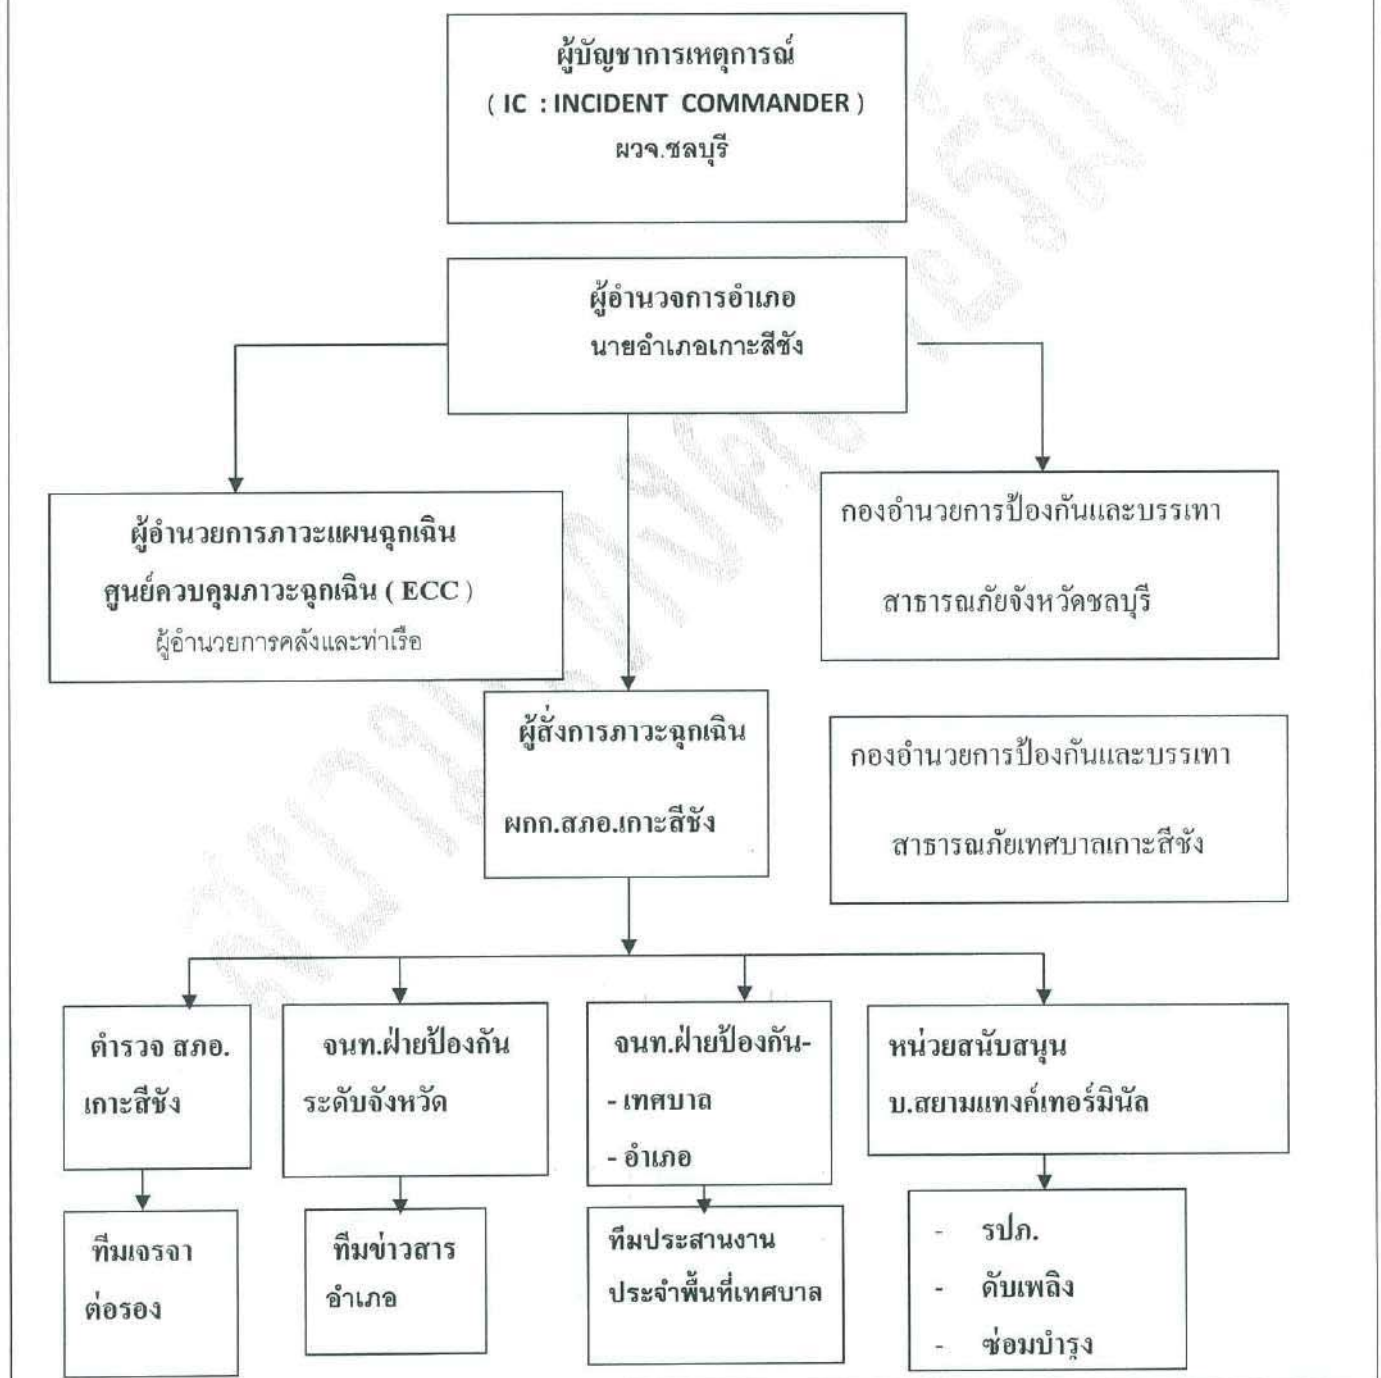 ผู้บัญชาการเหตุการณ์
( IC : INCIDENT COMMANDER )
ผวจ.ชลบุรี
ผู้อำนวจการอำเภอ
นายอำเภอเกาะสีชัง
ผู้อำนวยการภาวะแผนฉุกเฉิน
ศูนย์ควบคุมภาวะฉุกเฉิน ( ECC )
ผู้อำนวยการคลังและท่าเรือ
กองอำนวยการป้องกันและบรรเทา
สาธารณภัยจังหวัดชลบุรี
ผู้สั่งการภาวะฉุกเฉิน
ผกก.สภอ.เกาะสีชัง
กองอำนวยการป้องกันและบรรเทา
สาธารณภัยเทศบาลเกาะสีชัง
ตำรวจ สภอ.
เกาะสีชัง
จนท.ฝ่ายป้องกัน
ระดับจังหวัด
จนท.ฝ่ายป้องกัน-
- เทศบาล
- อำเภอ
หน่วยสนับสนุน
บ.สยามแทงค์เทอร์มินัล
ทีมเจรจา
ต่อรอง
ทีมข่าวสาร
อำเภอ
ทีมประสานงาน
ประจำพื้นที่เทศบาล
- รปภ.
- ดับเพลิง
- ซ่อมบำรุง